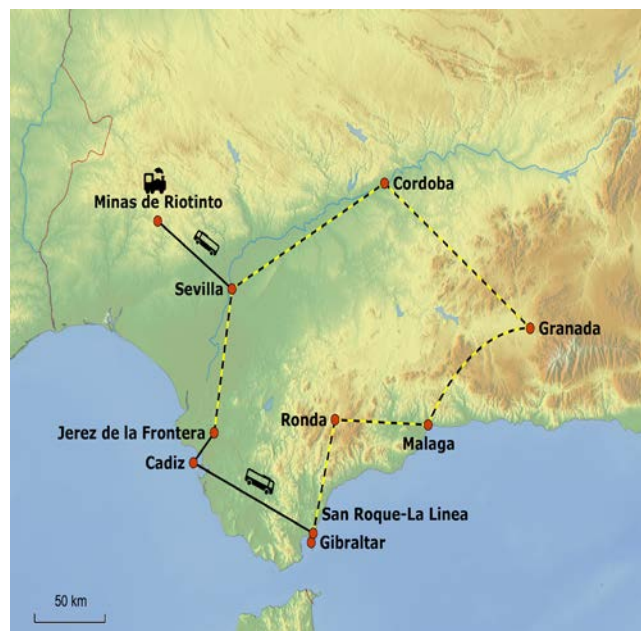 Cordoba
Minas de Riotinto
Sevilla
Granada
Ronda
Jerez de la Frontera
Malaga
Cadiz
San Roque-La Linea
Gibraltar
50 km